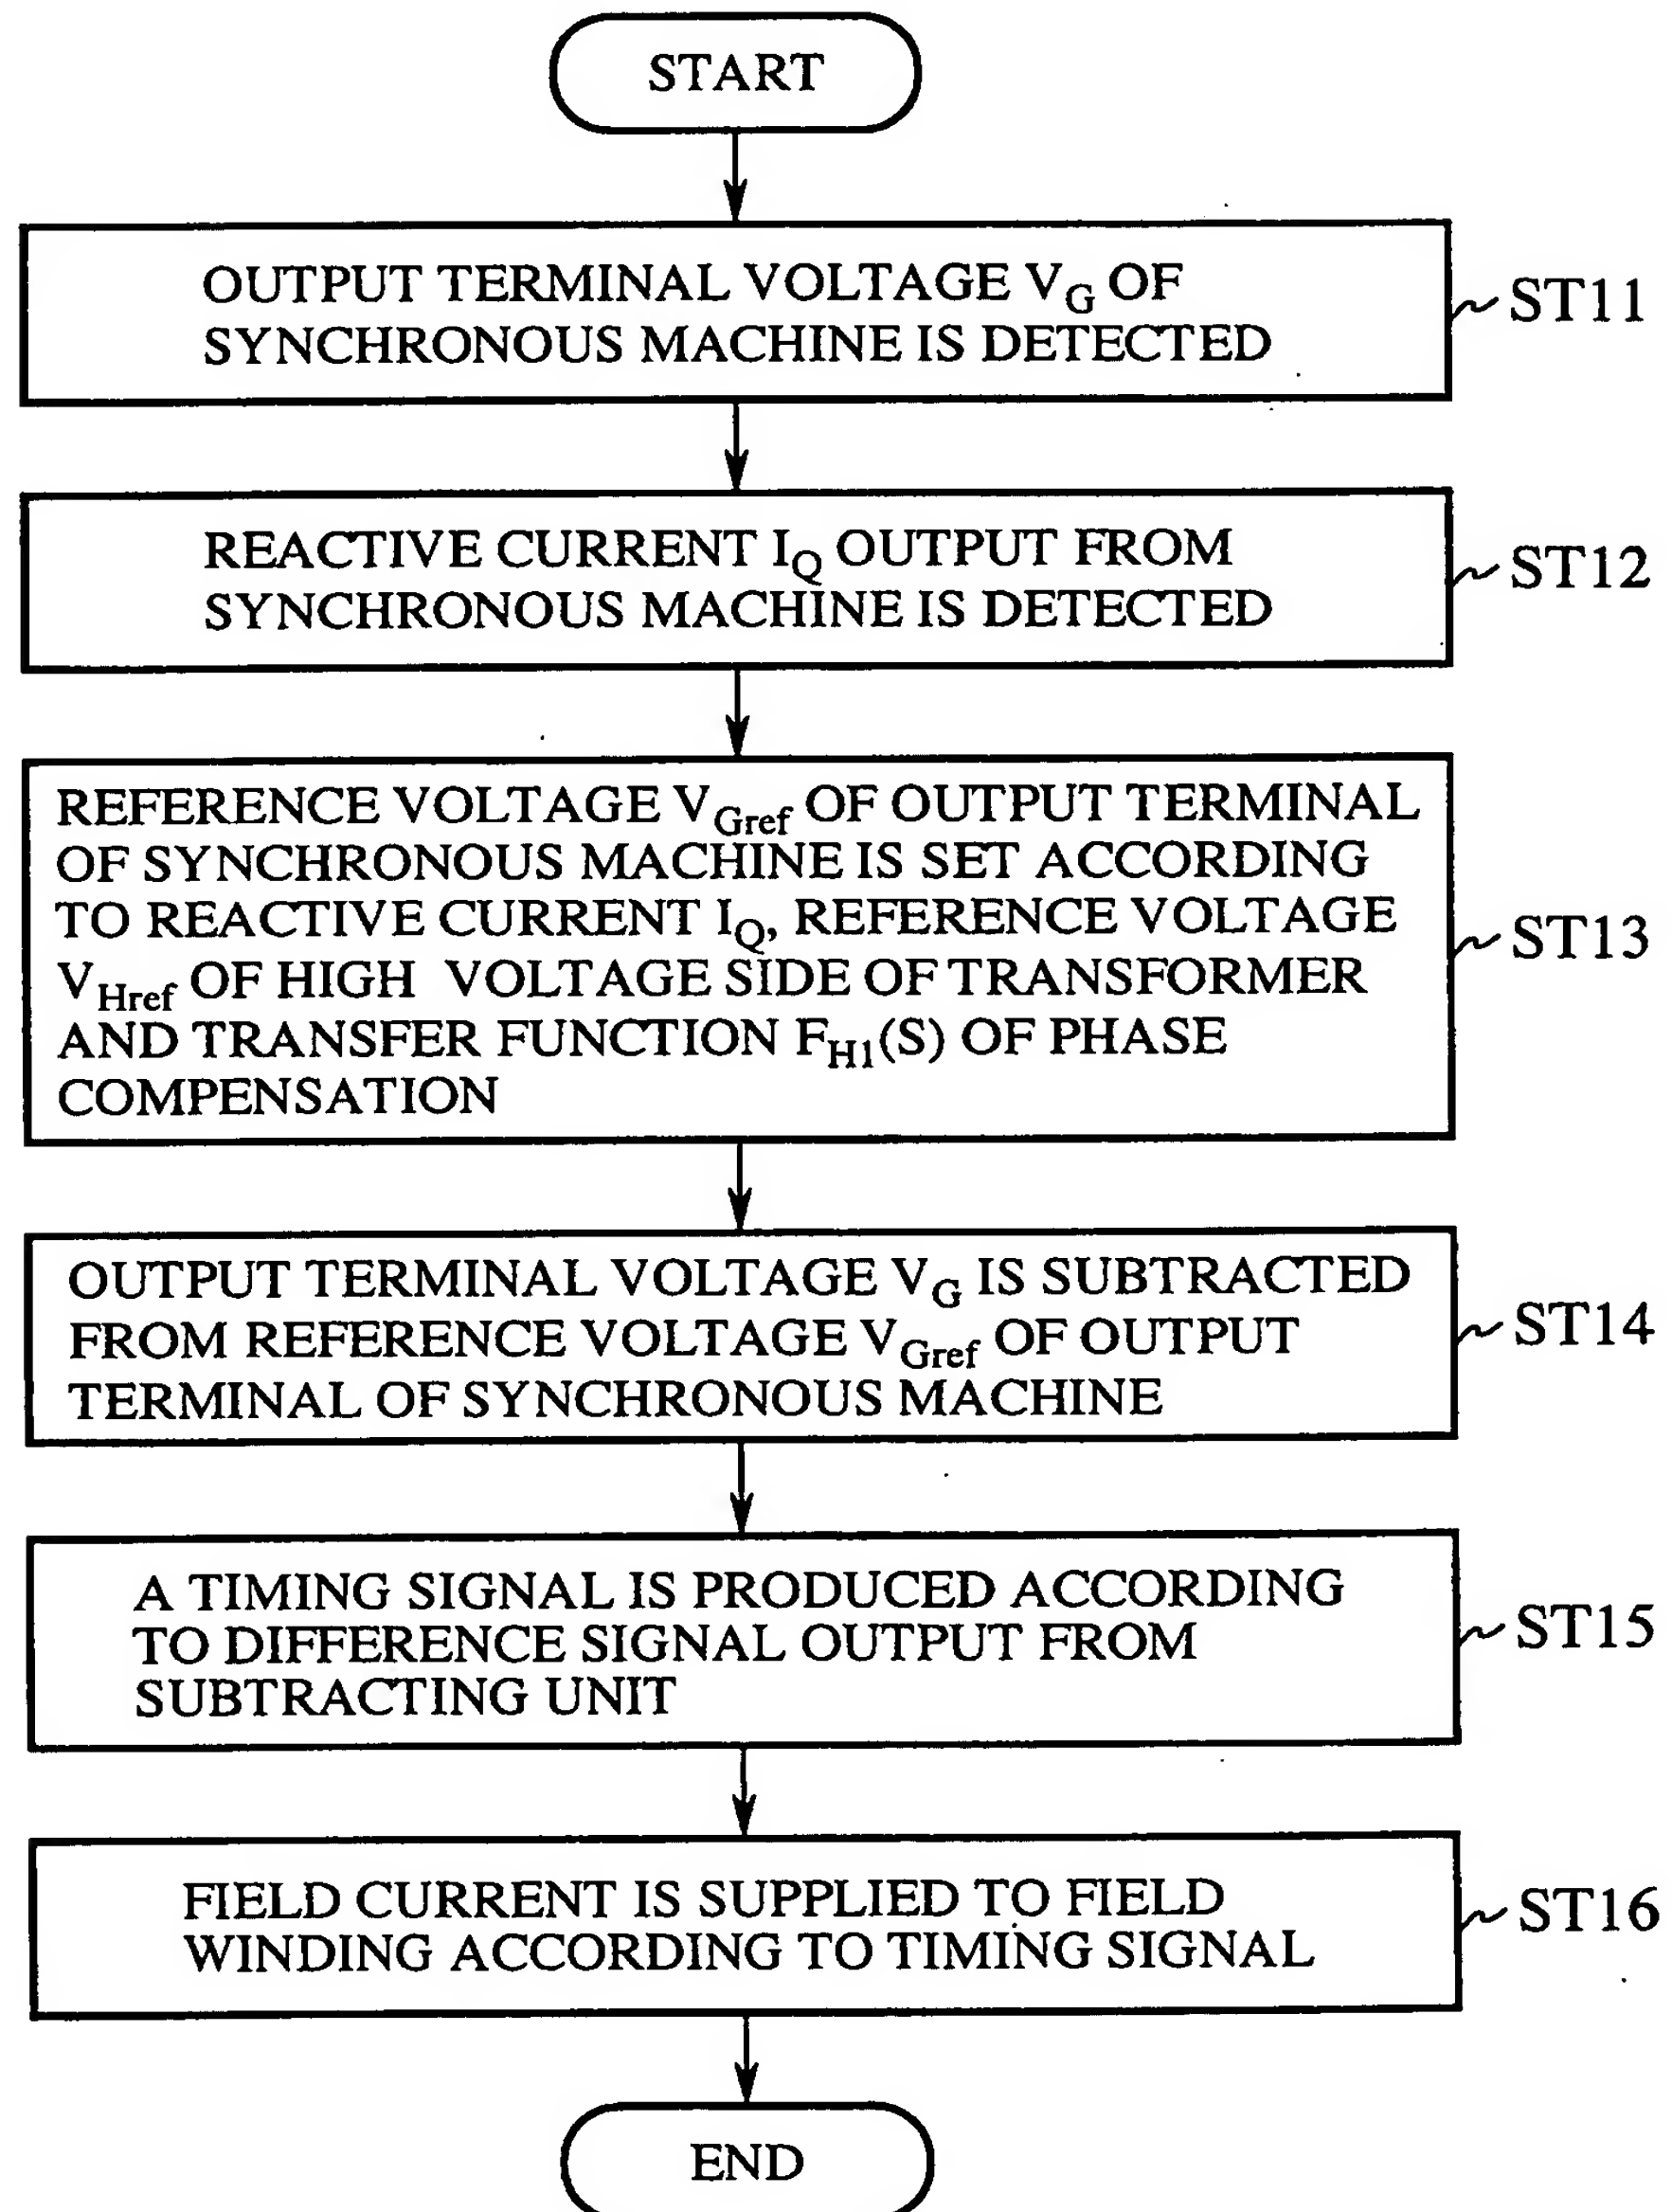 START
OUTPUT TERMINAL VOLTAGE VG OF
SYNCHRONOUS MACHINE IS DETECTED
ST11
REACTIVE CURRENT IQ OUTPUT FROM
SYNCHRONOUS MACHINE IS DETECTED
ST12
REFERENCE VOLTAGE VGref OF OUTPUT TERMINAL
OF SYNCHRONOUS MACHINE IS SET ACCORDING
TO REACTIVE CURRENT IQ, REFERENCE VOLTAGE
VHref OF HIGH VOLTAGE SIDE OF TRANSFORMER
AND TRANSFER FUNCTION FH1(S) OF PHASE
COMPENSATION
ST13
OUTPUT TERMINAL VOLTAGE VG IS SUBTRACTED
FROM REFERENCE VOLTAGE VGref OF OUTPUT
TERMINAL OF SYNCHRONOUS MACHINE
ST14
A TIMING SIGNAL IS PRODUCED ACCORDING
TO DIFFERENCE SIGNAL OUTPUT FROM
SUBTRACTING UNIT
ST15
FIELD CURRENT IS SUPPLIED TO FIELD
WINDING ACCORDING TO TIMING SIGNAL
ST16
END